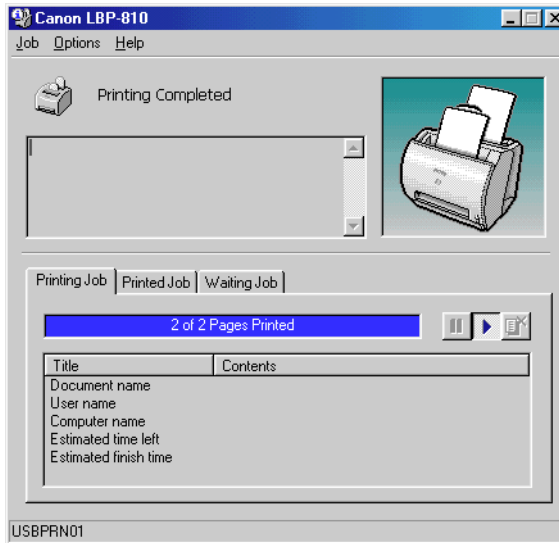 Canon LBP-810
Job Options Help
Printing Completed
Printing Job Printed Job Waiting Job
2 of 2 Pages Printed
Title Contents
Document name
User name
Computer name
Estimated time left
Estimated finish time
USBPRN01